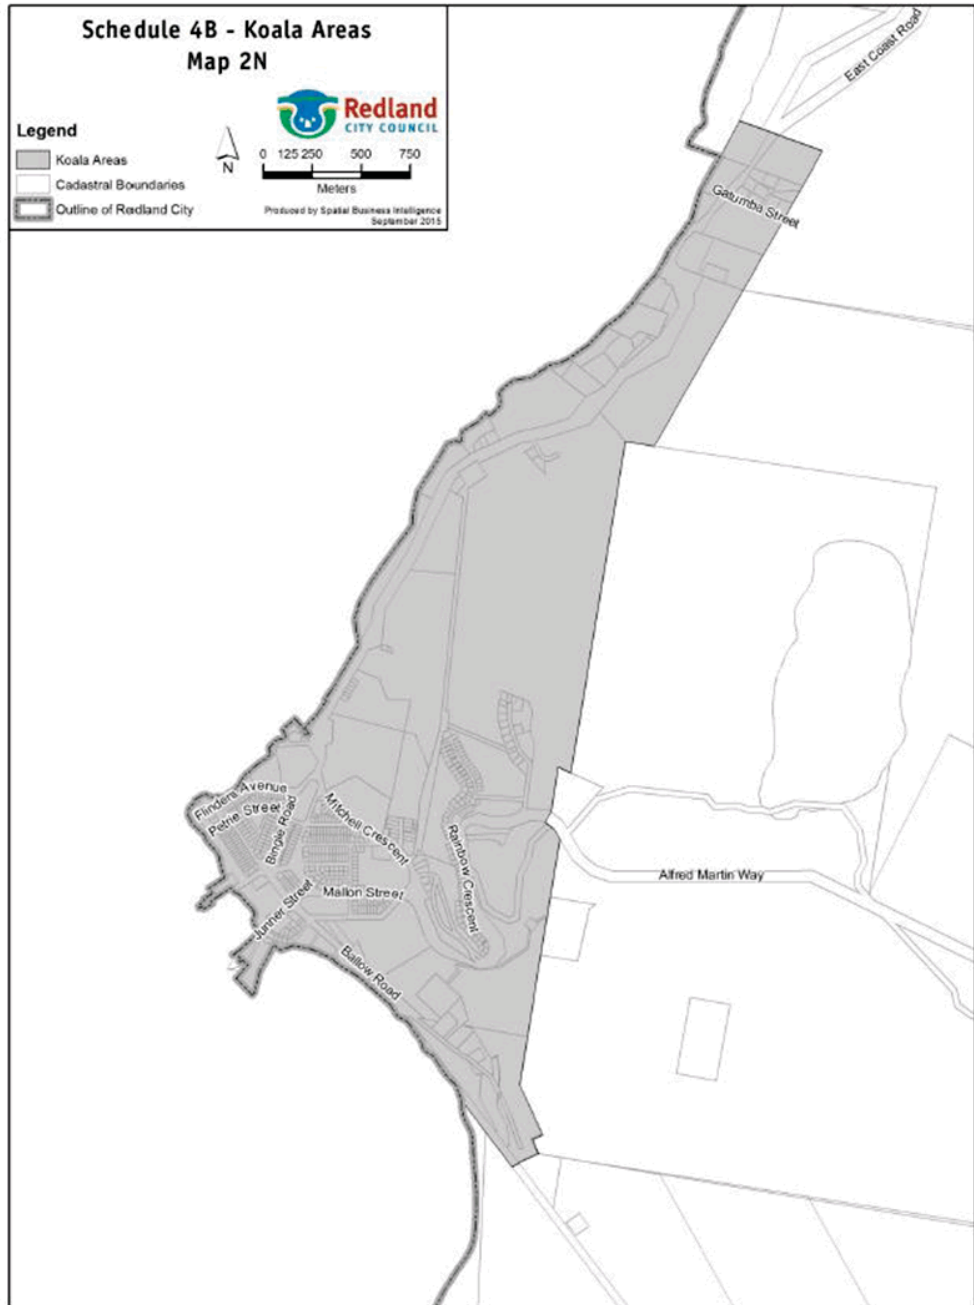 Schedule 4B - Koala Areas
Map 2N
Redland
CITY COUNCIL
Legend
Koala Areas
Cadastral Boundaries
Outline of Redland City
N
0 125 250 500 750
Meters
Produced by Spatial Business Intelligence
September 2015
East Coast Road
Gatumba Street
Flinders Avenue
Petrie Street
Bingle Road
Mitchell Crescent
Rainbow Crescent
Alfred Martin Way
Mallon Street
Junner Street
Ballow Road